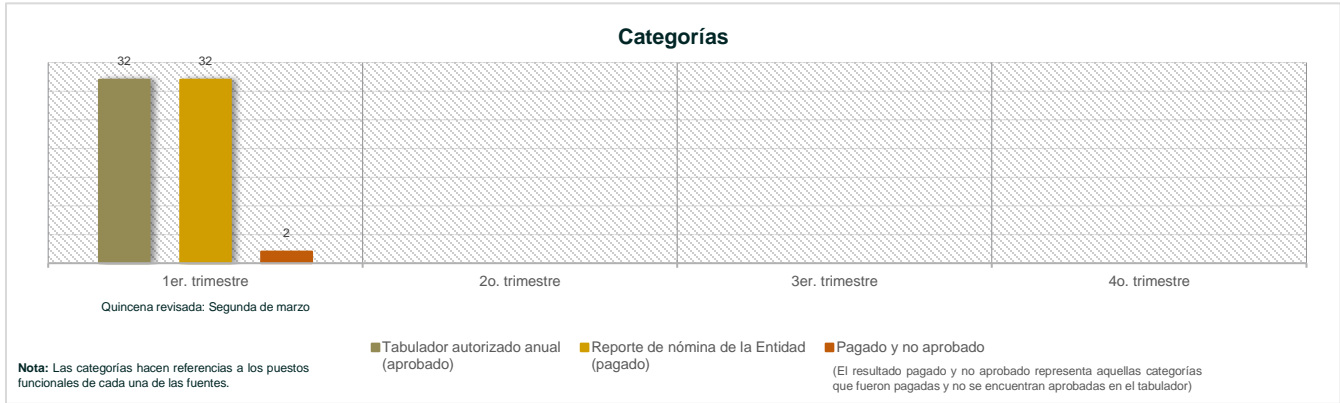 Categorías
32
32
2
1er. trimestre
2o. trimestre
3er. trimestre
4o. trimestre
Quincena revisada: Segunda de marzo
Tabulador autorizado anual
(aprobado)
Reporte de nómina de la Entidad
(pagado)
Pagado y no aprobado
(El resultado pagado y no aprobado representa aquellas categorías
que fueron pagadas y no se encuentran aprobadas en el tabulador)
Nota: Las categorías hacen referencias a los puestos
funcionales de cada una de las fuentes.